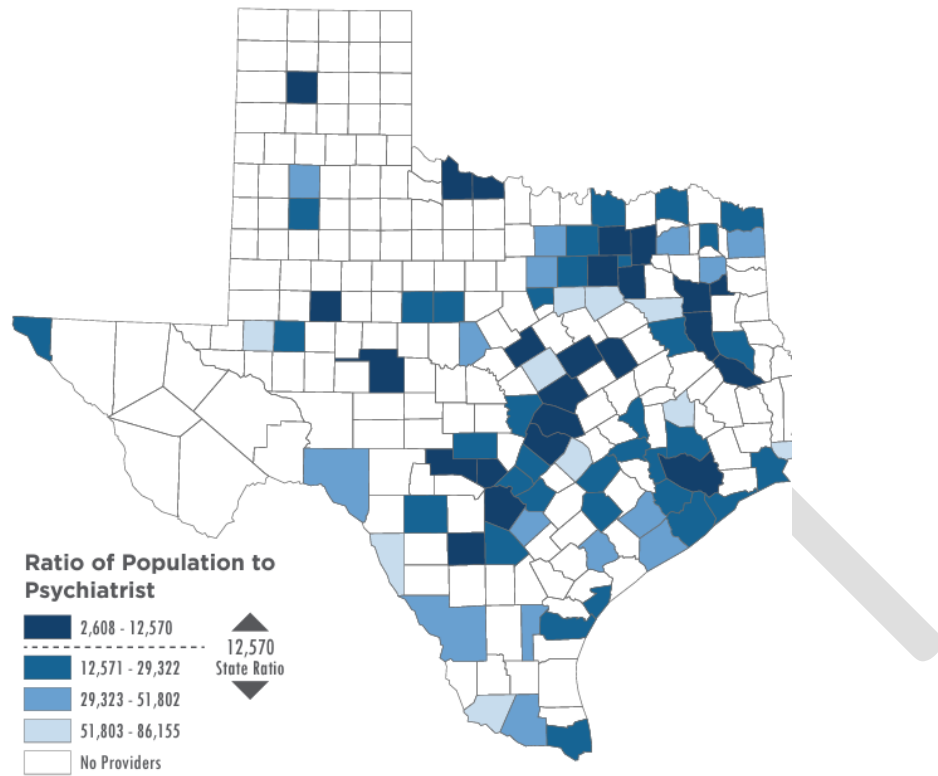 Ratio of Population to
Psychiatrist
2,608 - 12,570
12,570
State Ratio
12,571 - 29,322
29,323 - 51,802
51,803 - 86,155
No Providers